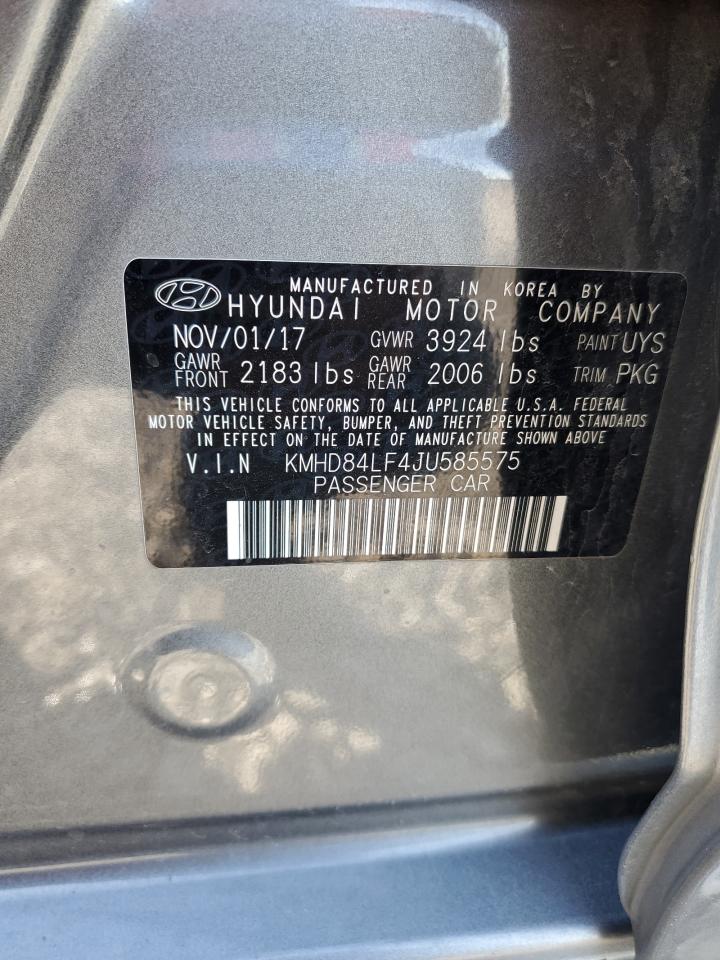 MANUFACTURED IN KOREA BY
HYUNDAI MOTOR COMPANY
NOV/01/17 GVWR 3924 lbs PAINT UYS
GAWR FRONT 2183 lbs GAWR REAR 2006 lbs TRIM PKG
THIS VEHICLE CONFORMS TO ALL APPLICABLE U.S.A. FEDERAL
MOTOR VEHICLE SAFETY, BUMPER, AND THEFT PREVENTION STANDARDS
IN EFFECT ON THE DATE OF MANUFACTURE SHOWN ABOVE
V.I.N KMHD84LF4JU585575
PASSENGER CAR